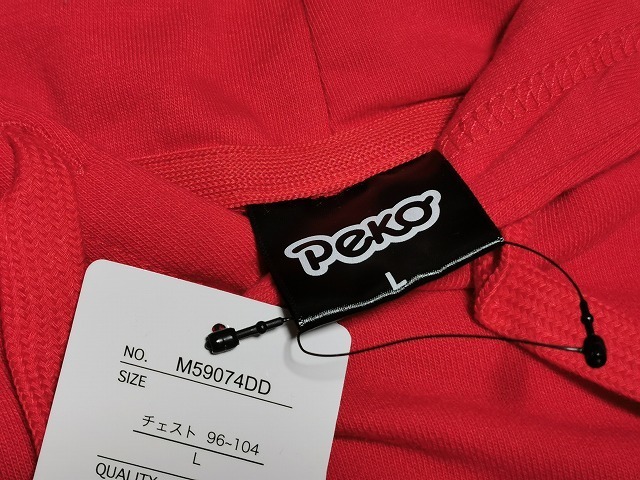 Peko
L
NO. M59074DD
SIZE
チェスト 96~104
L
QUALITY